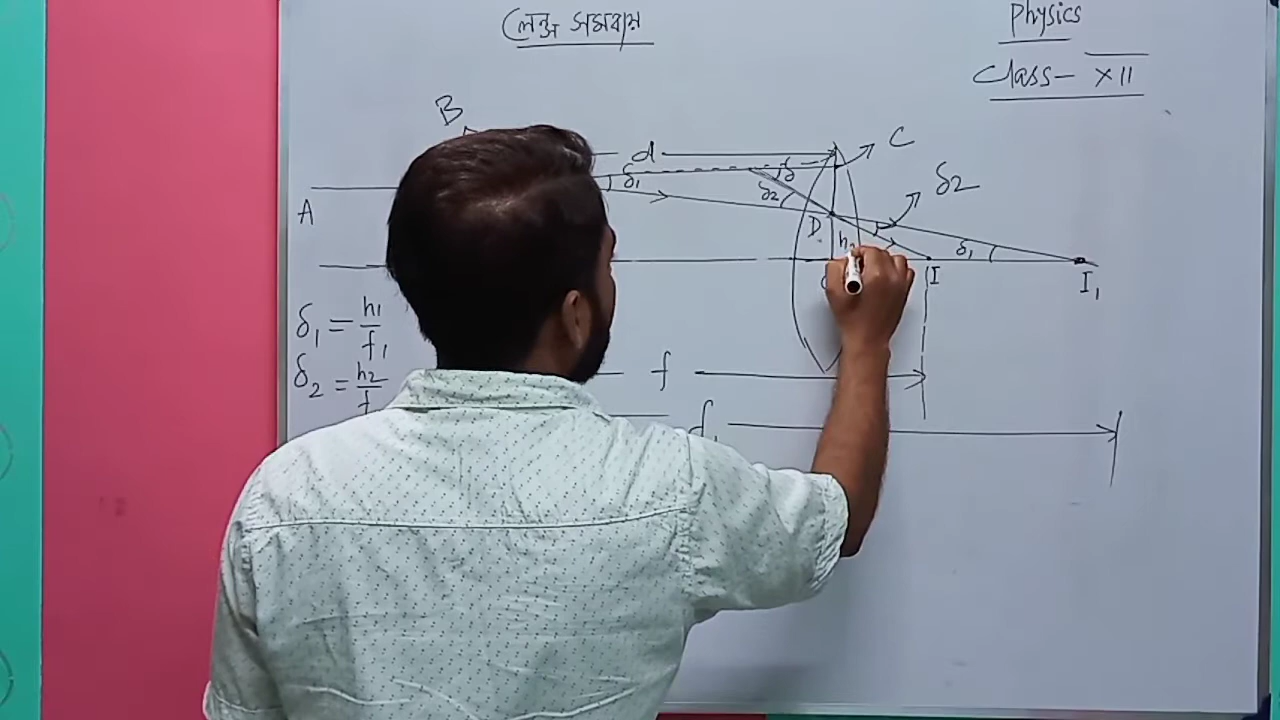 লেন্স সমবায়
Physics
Class- XII
B
d
C
δ
δ1
δ2
δ2
A
D
h2
δ1
I
I1
δ1 = h1/f1
δ2 = h2/f
f
f1